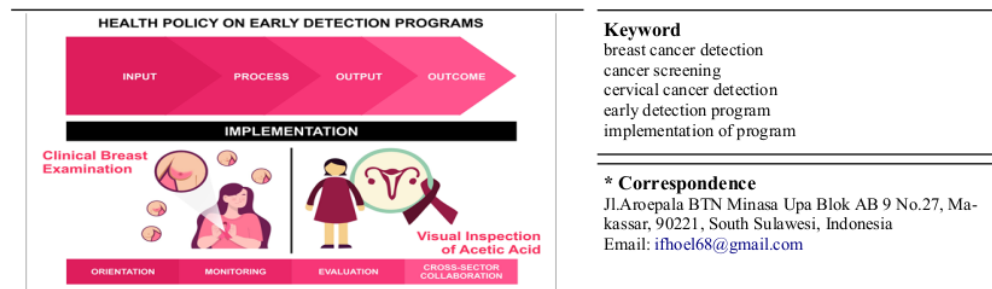 HEALTH POLICY ON EARLY DETECTION PROGRAMS
INPUT PROCESS OUTPUT OUTCOME
IMPLEMENTATION
Clinical Breast
Examination
Visual Inspection
of Acetic Acid
ORIENTATION MONITORING EVALUATION CROSS-SECTOR
COLLABORATION
Keyword
breast cancer detection
cancer screening
cervical cancer detection
early detection program
implementation of program
* Correspondence
Jl.Aroepala BTN Minasa Upa Blok AB 9 No.27, Ma-
kassar, 90221, South Sulawesi, Indonesia
Email: ifhoel68@gmail.com